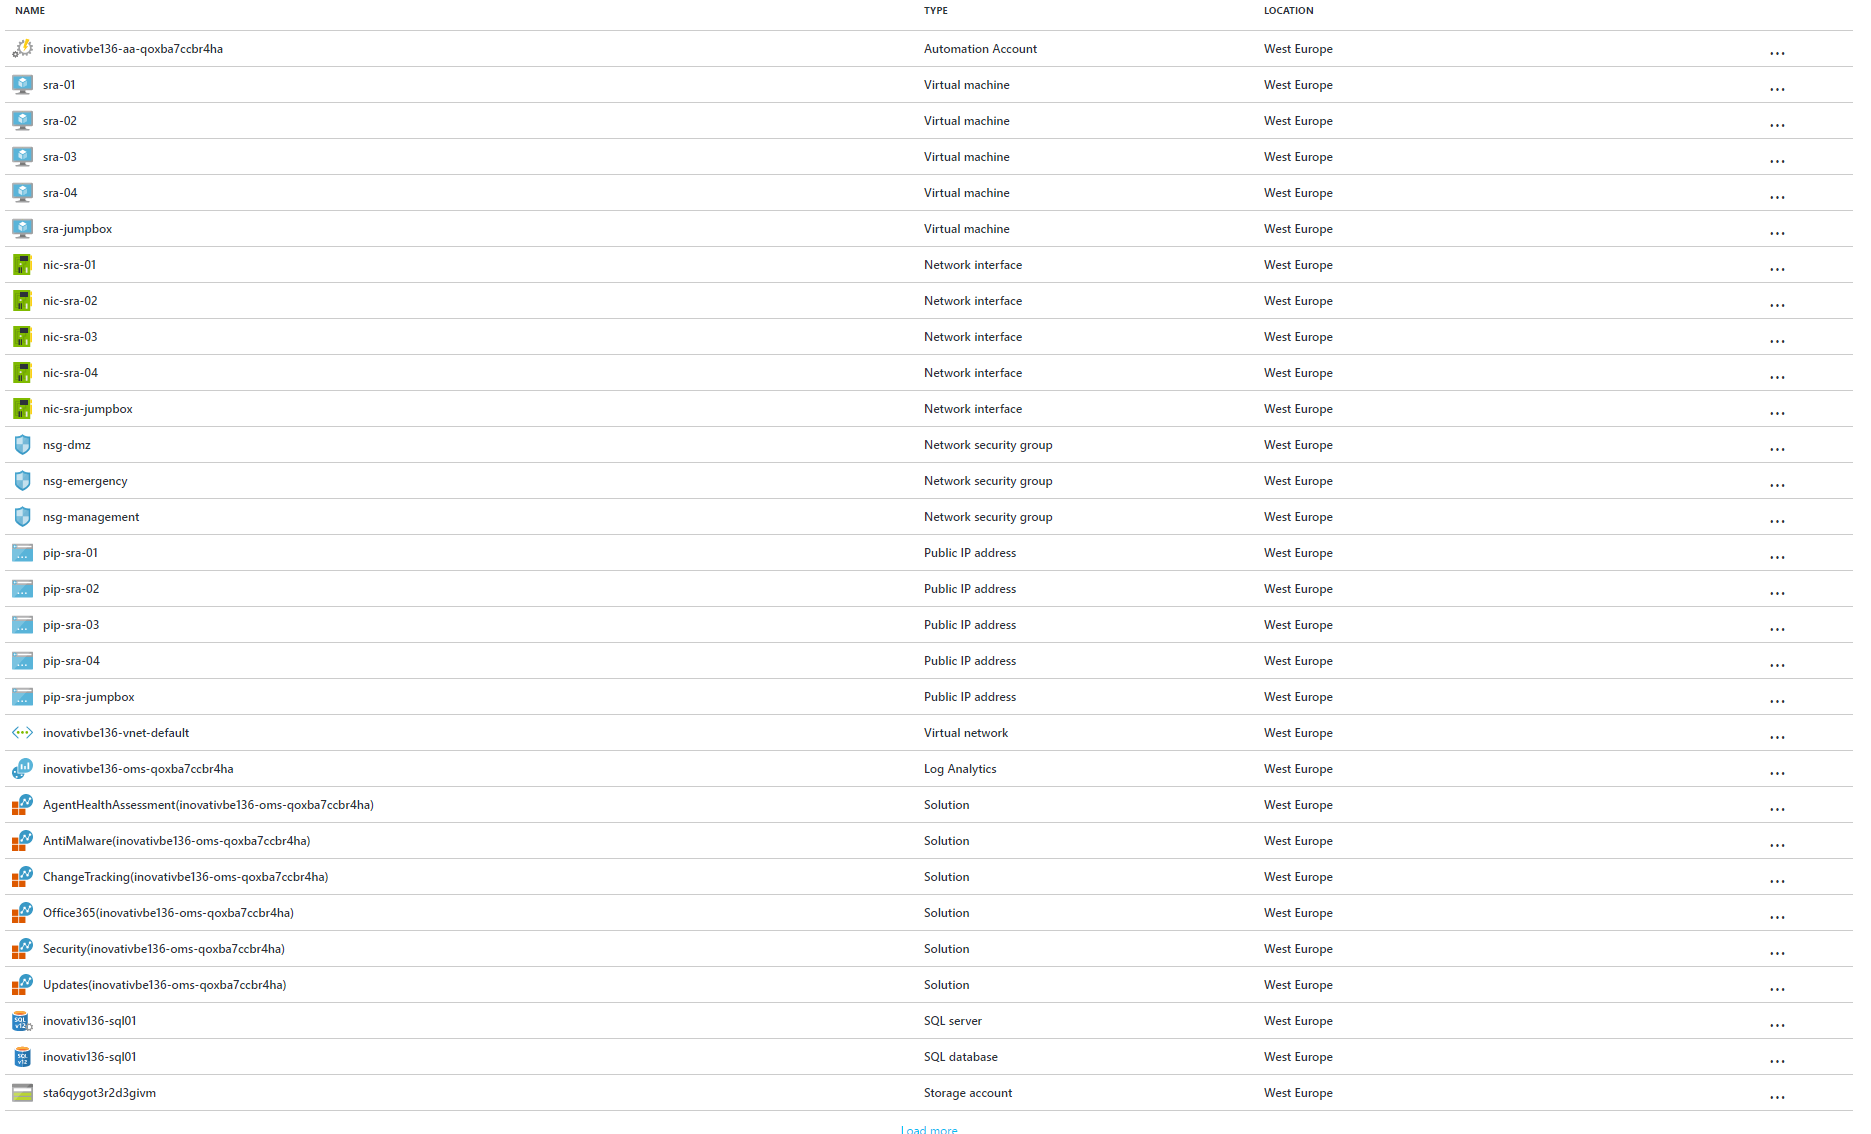 NAME TYPE LOCATION
inovativbe136-aa-qoxba7ccbr4ha Automation Account West Europe ...
sra-01 Virtual machine West Europe ...
sra-02 Virtual machine West Europe ...
sra-03 Virtual machine West Europe ...
sra-04 Virtual machine West Europe ...
sra-jumpbox Virtual machine West Europe ...
nic-sra-01 Network interface West Europe ...
nic-sra-02 Network interface West Europe ...
nic-sra-03 Network interface West Europe ...
nic-sra-04 Network interface West Europe ...
nic-sra-jumpbox Network interface West Europe ...
nsg-dmz Network security group West Europe ...
nsg-emergency Network security group West Europe ...
nsg-management Network security group West Europe ...
pip-sra-01 Public IP address West Europe ...
pip-sra-02 Public IP address West Europe ...
pip-sra-03 Public IP address West Europe ...
pip-sra-04 Public IP address West Europe ...
pip-sra-jumpbox Public IP address West Europe ...
inovativbe136-vnet-default Virtual network West Europe ...
inovativbe136-oms-qoxba7ccbr4ha Log Analytics West Europe ...
AgentHealthAssessment(inovativbe136-oms-qoxba7ccbr4ha) Solution West Europe ...
AntiMalware(inovativbe136-oms-qoxba7ccbr4ha) Solution West Europe ...
ChangeTracking(inovativbe136-oms-qoxba7ccbr4ha) Solution West Europe ...
Office365(inovativbe136-oms-qoxba7ccbr4ha) Solution West Europe ...
Security(inovativbe136-oms-qoxba7ccbr4ha) Solution West Europe ...
Updates(inovativbe136-oms-qoxba7ccbr4ha) Solution West Europe ...
inovativ136-sql01 SQL server West Europe ...
inovativ136-sql01 SQL database West Europe ...
sta6qygot3r2d3givm Storage account West Europe ...
Load more